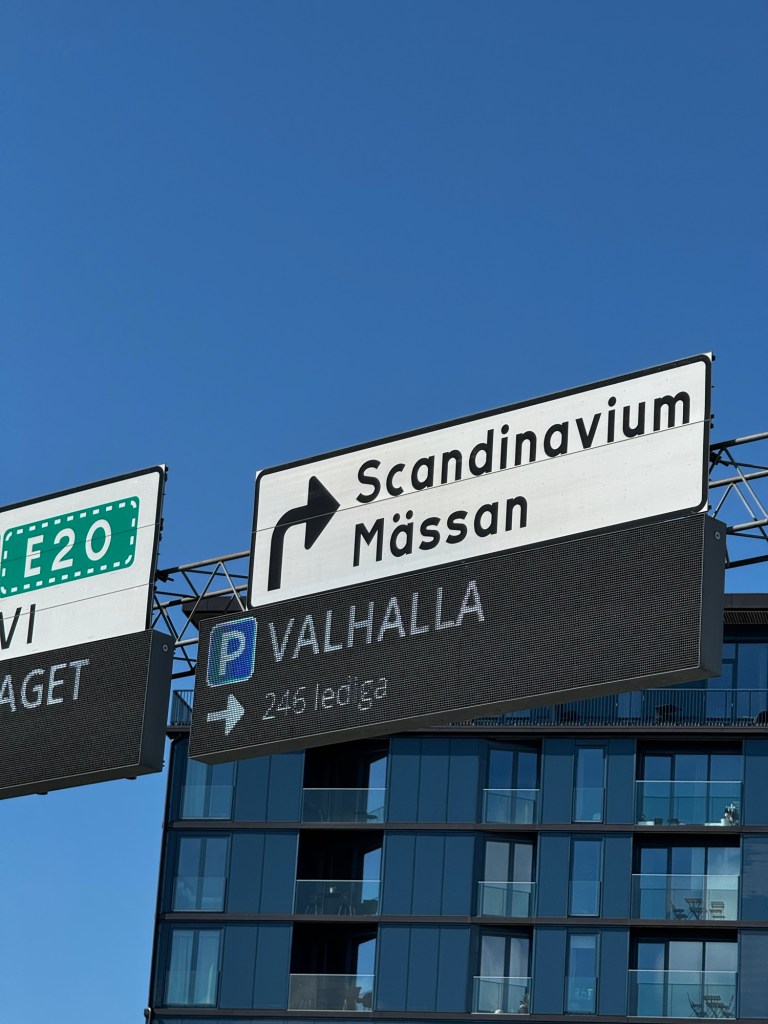 E20
VI
AGET
Scandinavium
Mässan
P VALHALLA
246 lediga